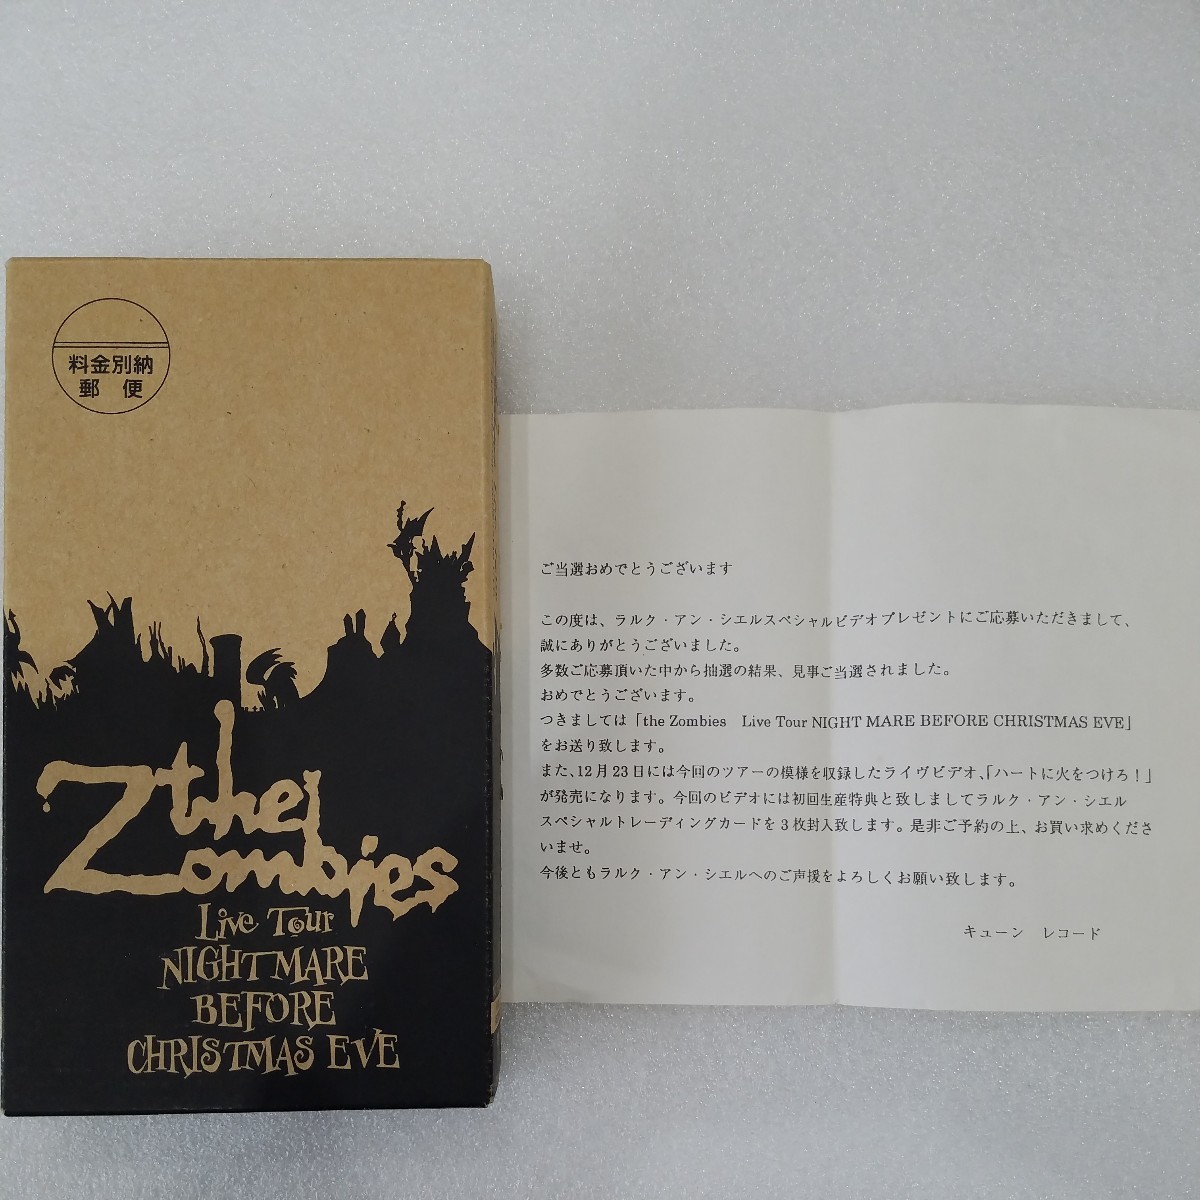 料金別納
郵　便
the
Zombies
Live Tour
NIGHTMARE
BEFORE
CHRISTMAS EVE
ご当選おめでとうございます
この度は、ラルク・アン・シエルスペシャルビデオプレゼントにご応募いただきまして、
誠にありがとうございました。
多数ご応募頂いた中から抽選の結果、見事ご当選されました。
おめでとうございます。
つきましては「the Zombies　Live Tour NIGHT MARE BEFORE CHRISTMAS EVE」
をお送り致します。
また、12月23日には今回のツアーの模様を収録したライヴビデオ、「ハートに火をつけろ！」
が発売になります。今回のビデオには初回生産特典と致しましてラルク・アン・シエル
スペシャルトレーディングカードを3枚封入致します。是非ご予約の上、お買い求めくださ
いませ。
今後ともラルク・アン・シエルへのご声援をよろしくお願い致します。
キューン　レコード